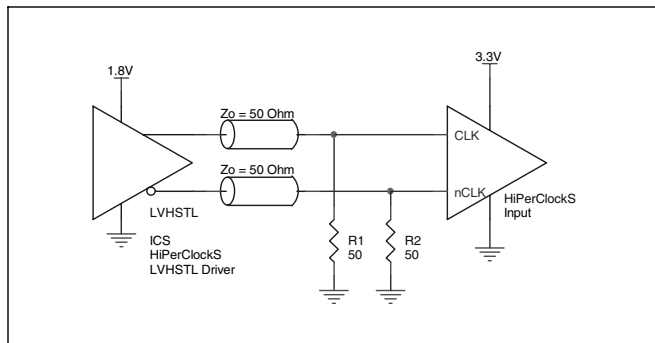 1.8V
3.3V
Zo = 50 Ohm
CLK
Zo = 50 Ohm
nCLK
HiPerClockS
Input
LVHSTL
ICS
HiPerClockS
LVHSTL Driver
R1
50
R2
50